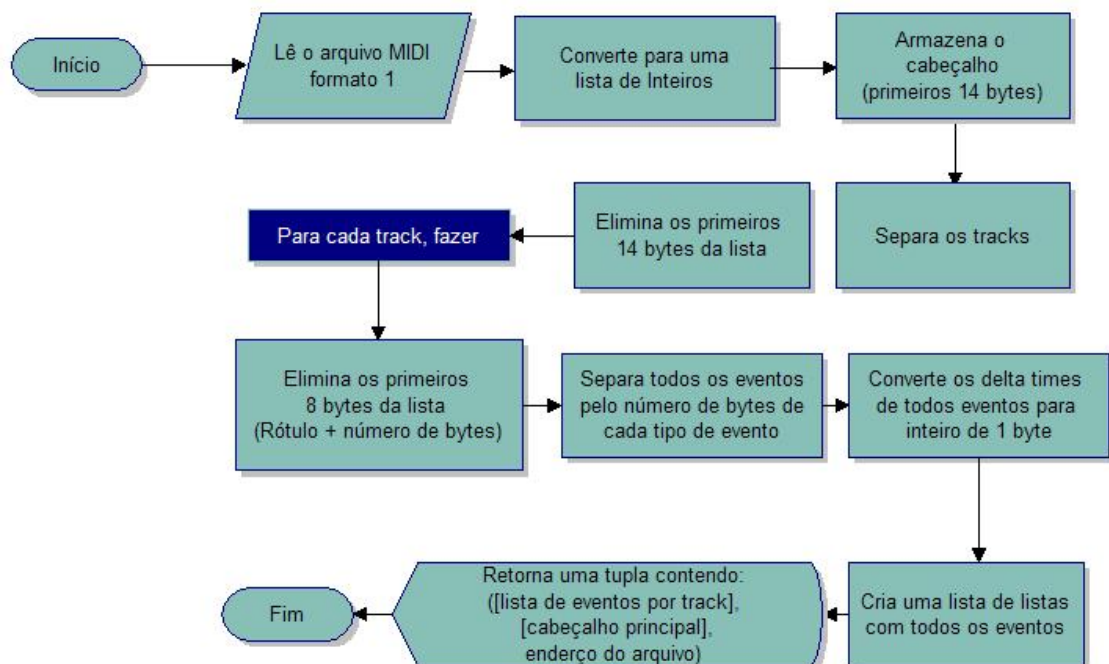 Início
Lê o arquivo MIDI
formato 1
Converte para uma
lista de Inteiros
Armazena o
cabeçalho
(primeiros 14 bytes)
Separa os tracks
Elimina os primeiros
14 bytes da lista
Para cada track, fazer
Elimina os primeiros
8 bytes da lista
(Rótulo + número de bytes)
Separa todos os eventos
pelo número de bytes de
cada tipo de evento
Converte os delta times
de todos eventos para
inteiro de 1 byte
Cria uma lista de listas
com todos os eventos
Retorna uma tupla contendo:
([lista de eventos por track],
[cabeçalho principal],
enderço do arquivo)
Fim